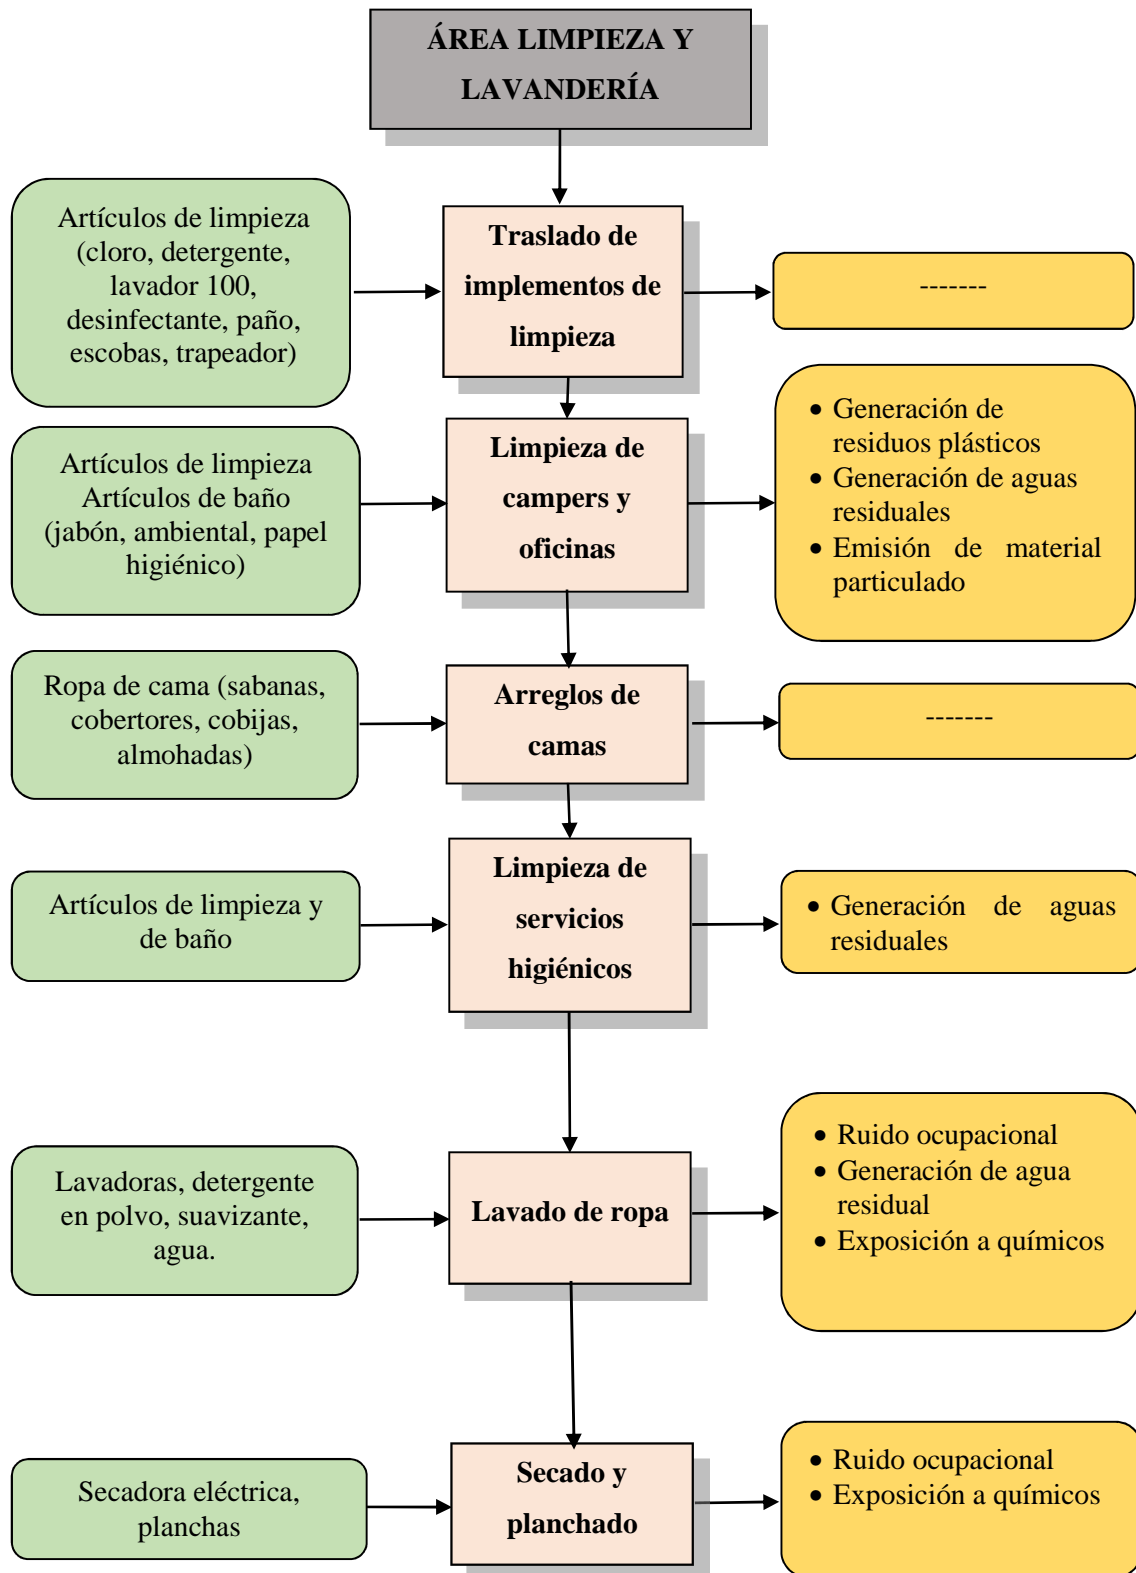 ÁREA LIMPIEZA Y
LAVANDERÍA
Artículos de limpieza
(cloro, detergente,
lavador 100,
desinfectante, paño,
escobas, trapeador)
Traslado de
implementos de
limpieza
-------
Artículos de limpieza
Artículos de baño
(jabón, ambiental, papel
higiénico)
Limpieza de
campers y
oficinas
• Generación de
residuos plásticos
• Generación de aguas
residuales
• Emisión de material
particulado
Ropa de cama (sabanas,
cobertores, cobijas,
almohadas)
Arreglos de
camas
-------
Artículos de limpieza y
de baño
Limpieza de
servicios
higiénicos
• Generación de aguas
residuales
Lavadoras, detergente
en polvo, suavizante,
agua.
Lavado de ropa
• Ruido ocupacional
• Generación de agua
residual
• Exposición a químicos
Secadora eléctrica,
planchas
Secado y
planchado
• Ruido ocupacional
• Exposición a químicos